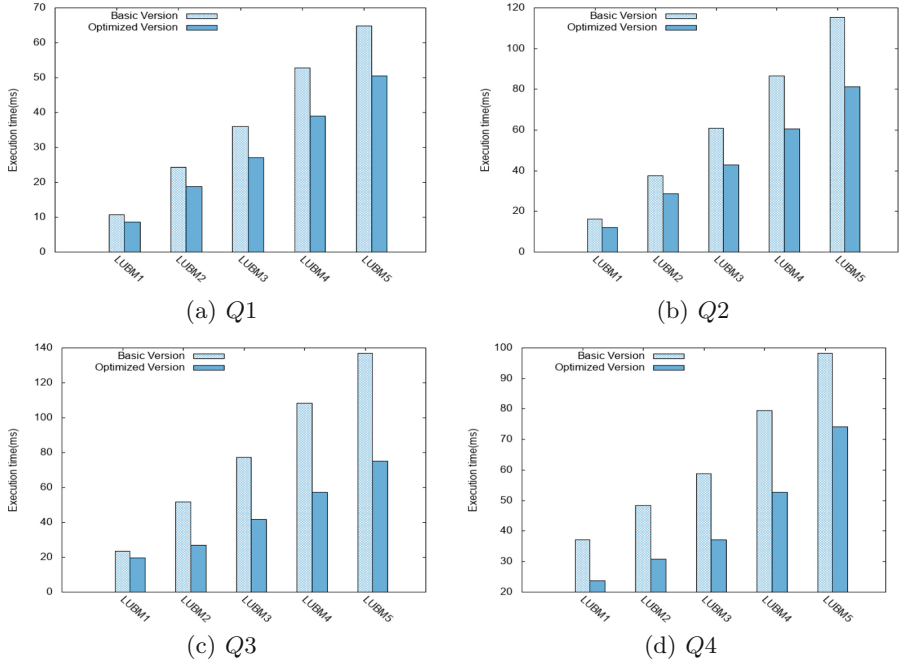 Basic Version
Optimized Version
Execution time(ms)
70
60
50
40
30
20
10
0
LUBM1 LUBM2 LUBM3 LUBM4 LUBM5
(a) Q1
Basic Version
Optimized Version
Execution time(ms)
120
100
80
60
40
20
0
LUBM1 LUBM2 LUBM3 LUBM4 LUBM5
(b) Q2
Basic Version
Optimized Version
Execution time(ms)
140
120
100
80
60
40
20
0
LUBM1 LUBM2 LUBM3 LUBM4 LUBM5
(c) Q3
Basic Version
Optimized Version
Execution time(ms)
100
90
80
70
60
50
40
30
20
LUBM1 LUBM2 LUBM3 LUBM4 LUBM5
(d) Q4